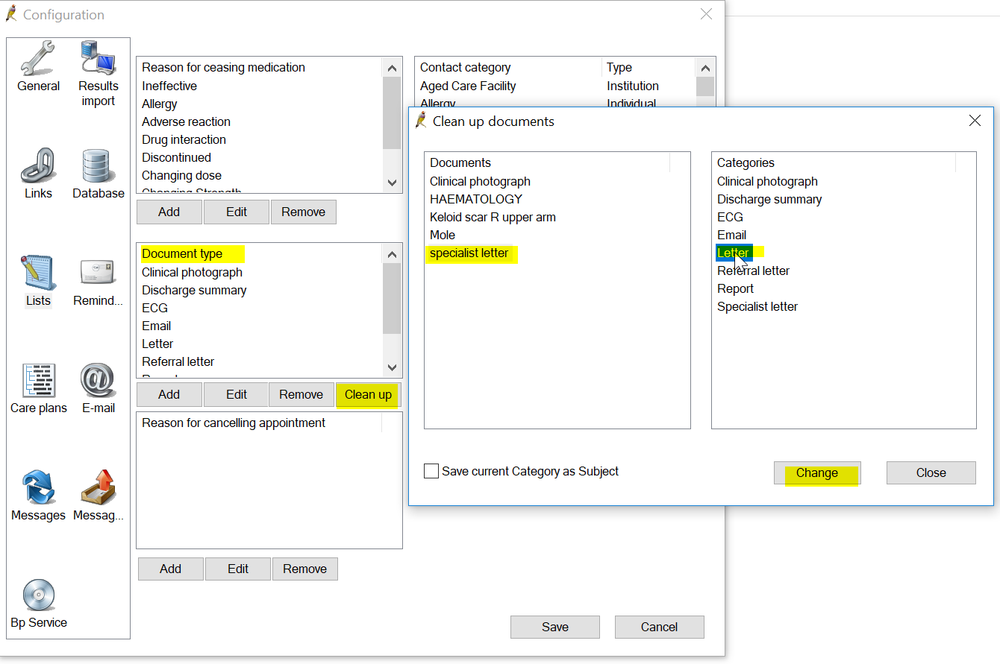 Configuration
General
Results
import
Links
Database
Lists
Remind...
Care plans
E-mail
Messages
Messag...
Bp Service
Reason for ceasing medication
Ineffective
Allergy
Adverse reaction
Drug interaction
Discontinued
Changing dose
Changing Strength
Add Edit Remove
Document type
Clinical photograph
Discharge summary
ECG
Email
Letter
Referral letter
Add Edit Remove Clean up
Reason for cancelling appointment
Add Edit Remove
Contact category Type
Aged Care Facility Institution
Allergy Individual
Save Cancel
Clean up documents
Documents
Clinical photograph
HAEMATOLOGY
Keloid scar R upper arm
Mole
specialist letter
Categories
Clinical photograph
Discharge summary
ECG
Email
Letter
Referral letter
Report
Specialist letter
Save current Category as Subject
Change Close